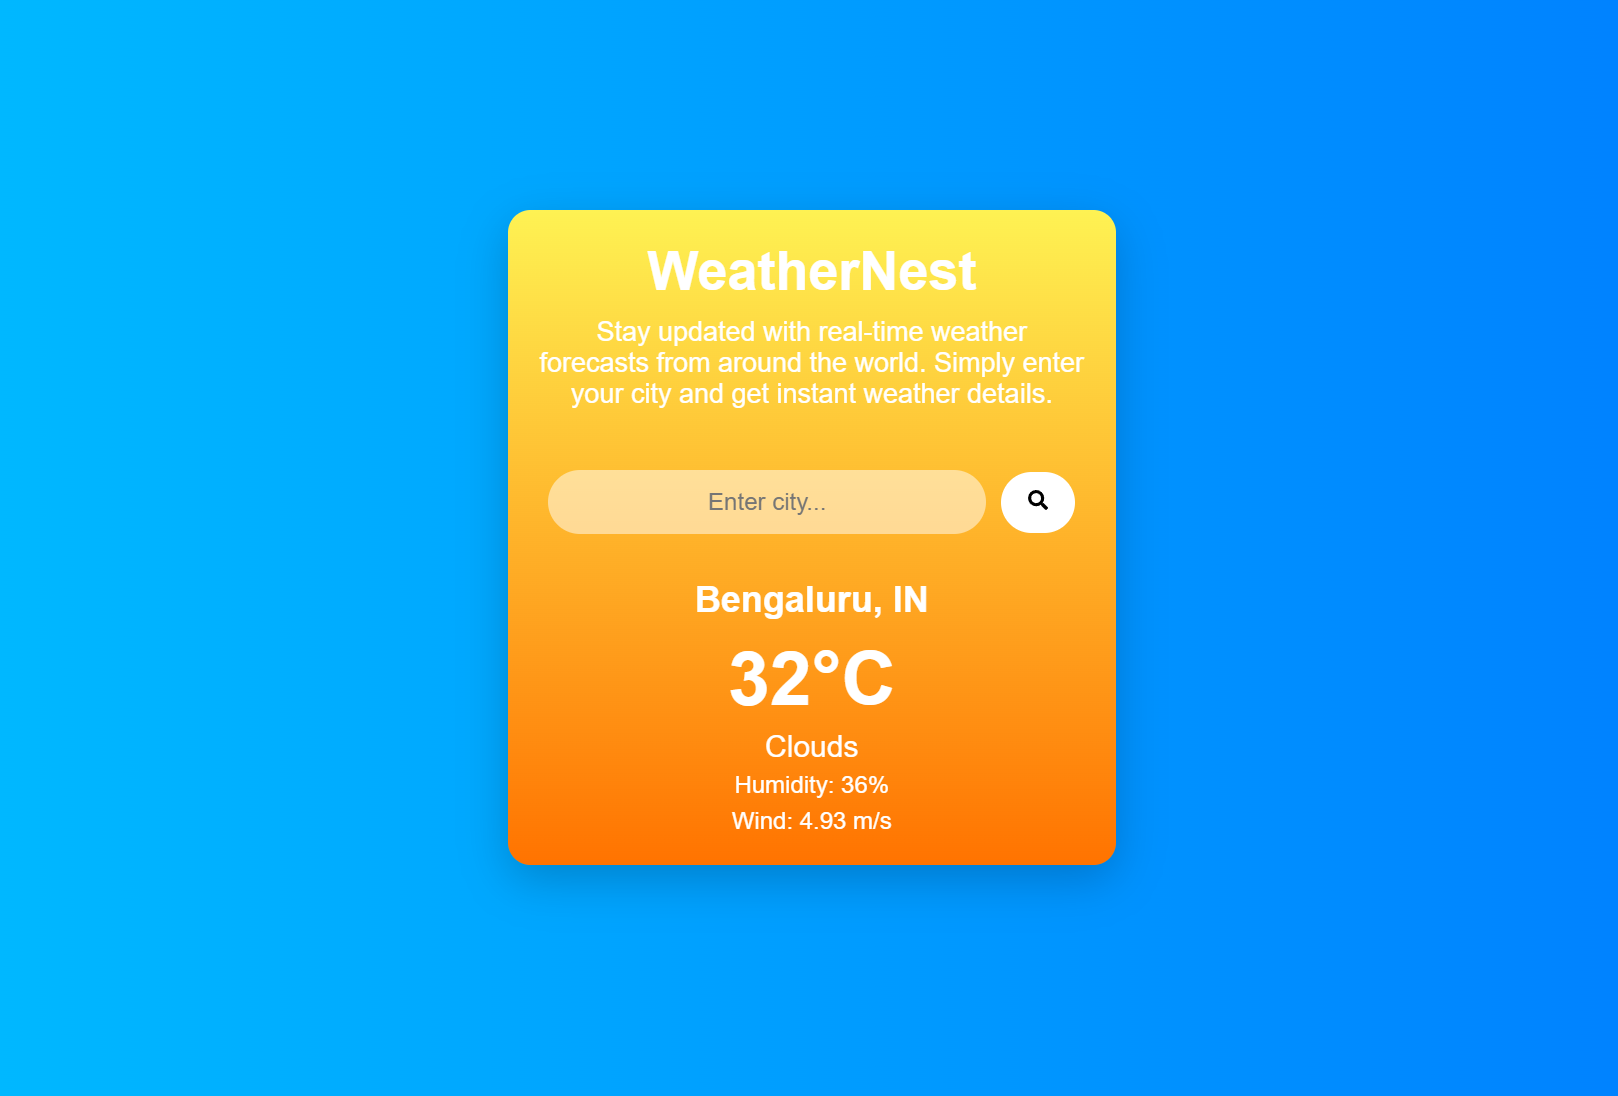 WeatherNest
Stay updated with real-time weather
forecasts from around the world. Simply enter
your city and get instant weather details.
Enter city...
Bengaluru, IN
32°C
Clouds
Humidity: 36%
Wind: 4.93 m/s